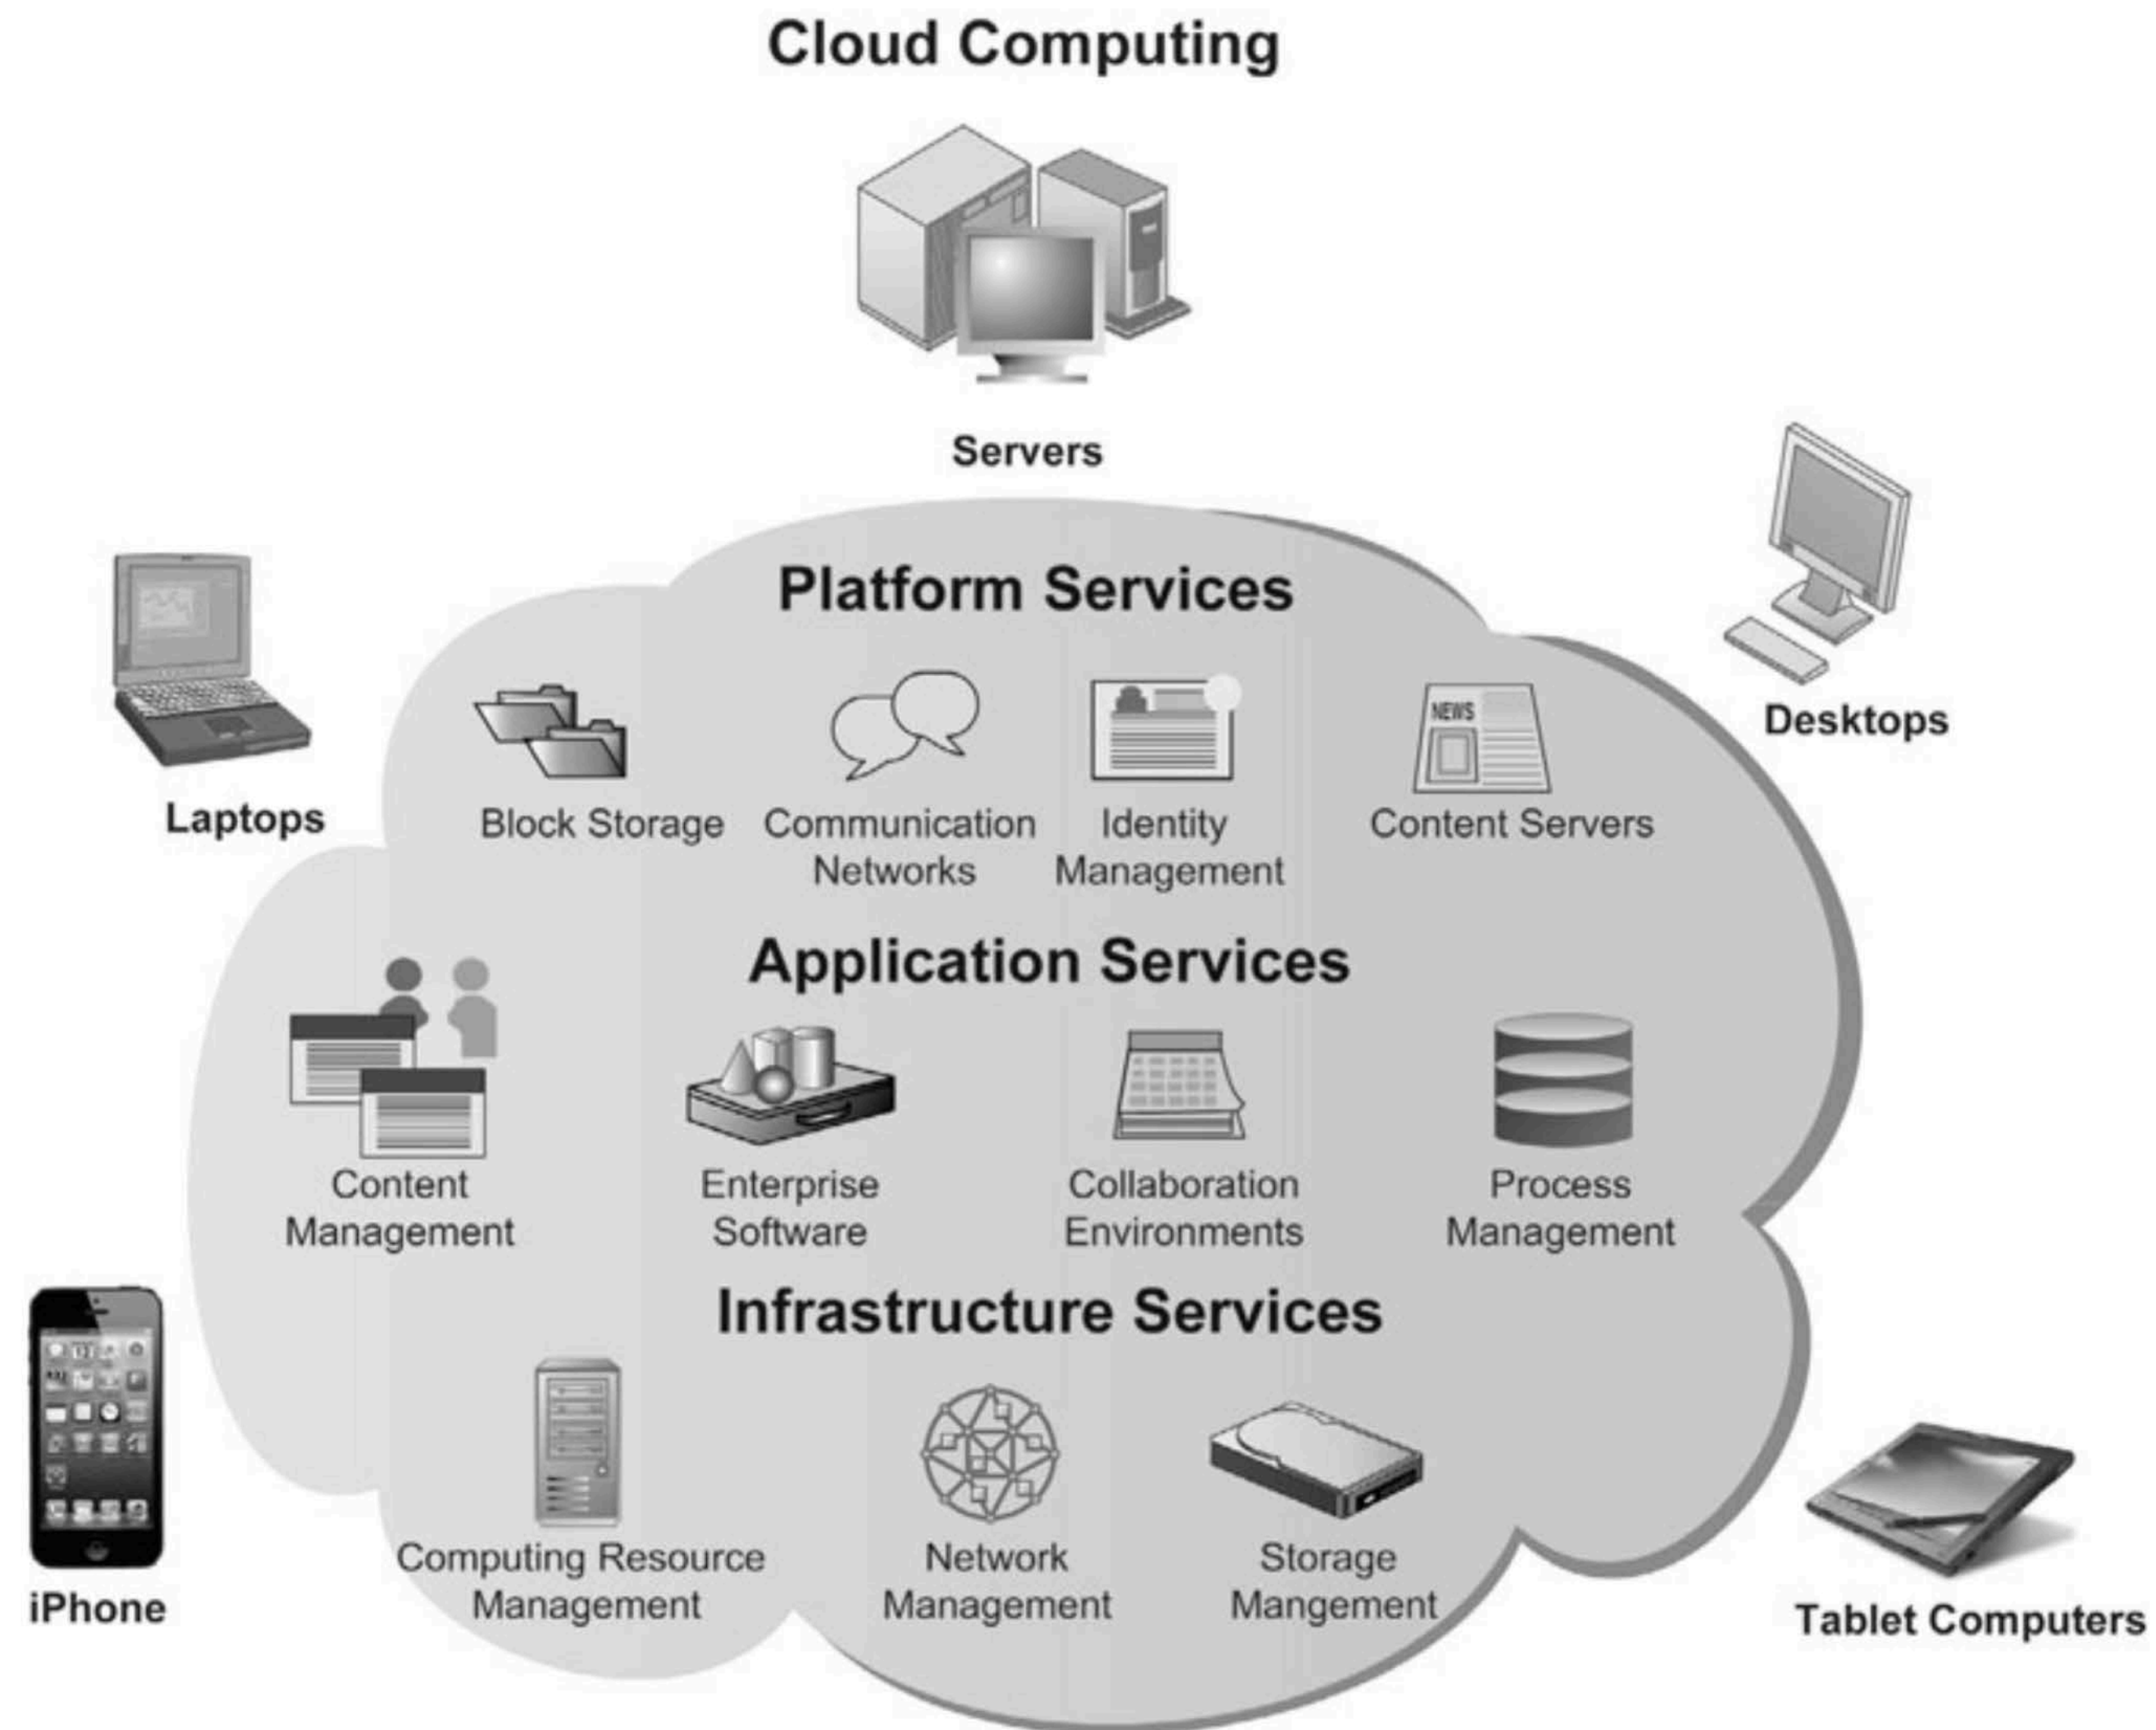 Cloud Computing
Servers
Desktops
Laptops
Platform Services
NEWS
Block Storage
Communication
Networks
Identity
Management
Content Servers
Application Services
Content
Management
Enterprise
Software
Collaboration
Environments
Process
Management
Infrastructure Services
Computing Resource
Management
Network
Management
Storage
Mangement
iPhone
Tablet Computers